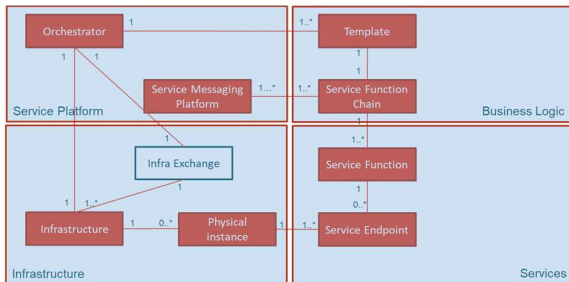 Orchestrator
1
1..*
Template
1
1
1
1
Service Messaging
Platform
1...*
1..*
Service Function
Chain
Service Platform
1
Business Logic
1
1..*
Infra Exchange
Service Function
1
1
1
1..*
0..*
Infrastructure
1
0..*
Physical
instance
1
1..*
Service Endpoint
Infrastructure
Services